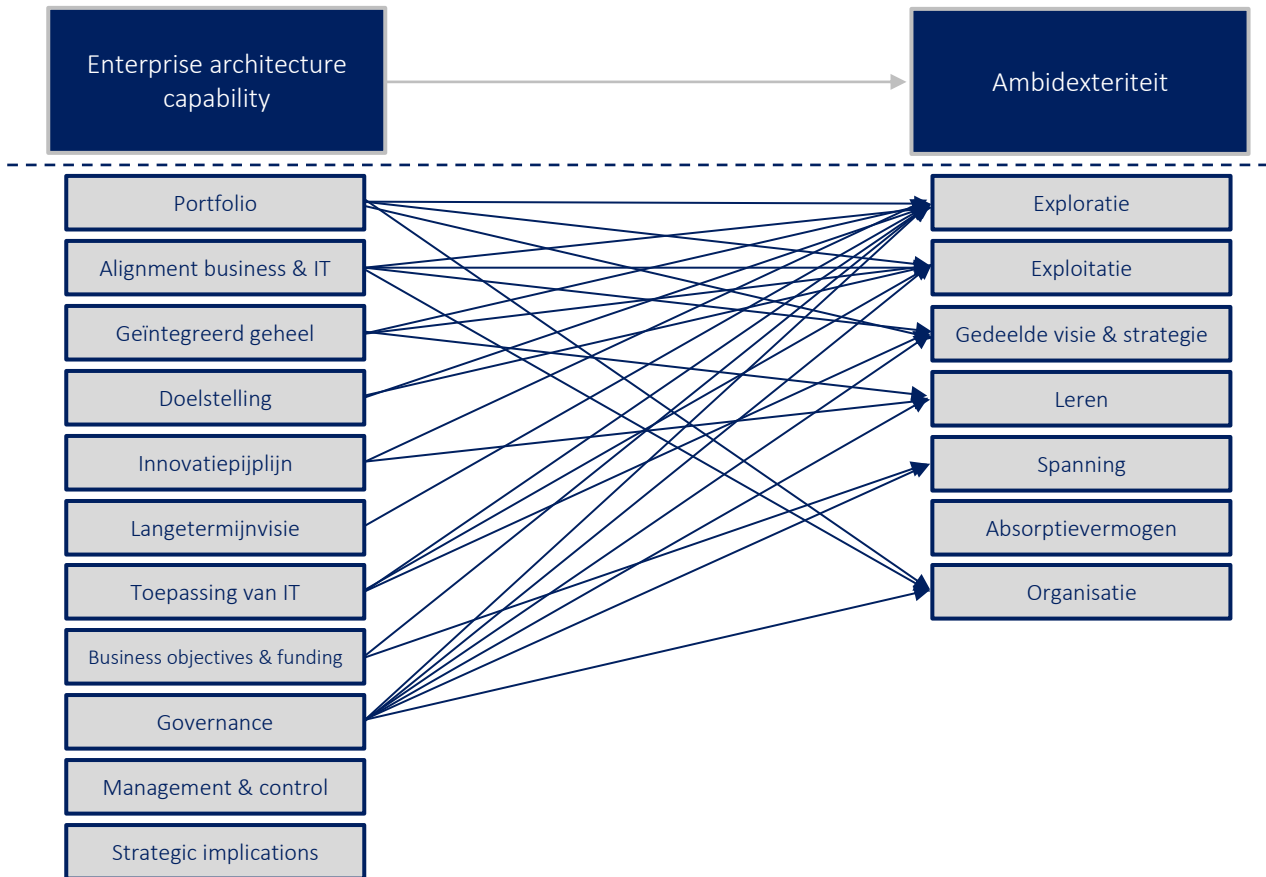 Enterprise architecture
capability
Ambidexteriteit
Portfolio
Alignment business & IT
Geïntegreerd geheel
Doelstelling
Innovatiepijplijn
Langetermijnvisie
Toepassing van IT
Business objectives & funding
Governance
Management & control
Strategic implications
Exploratie
Exploitatie
Gedeelde visie & strategie
Leren
Spanning
Absorptievermogen
Organisatie